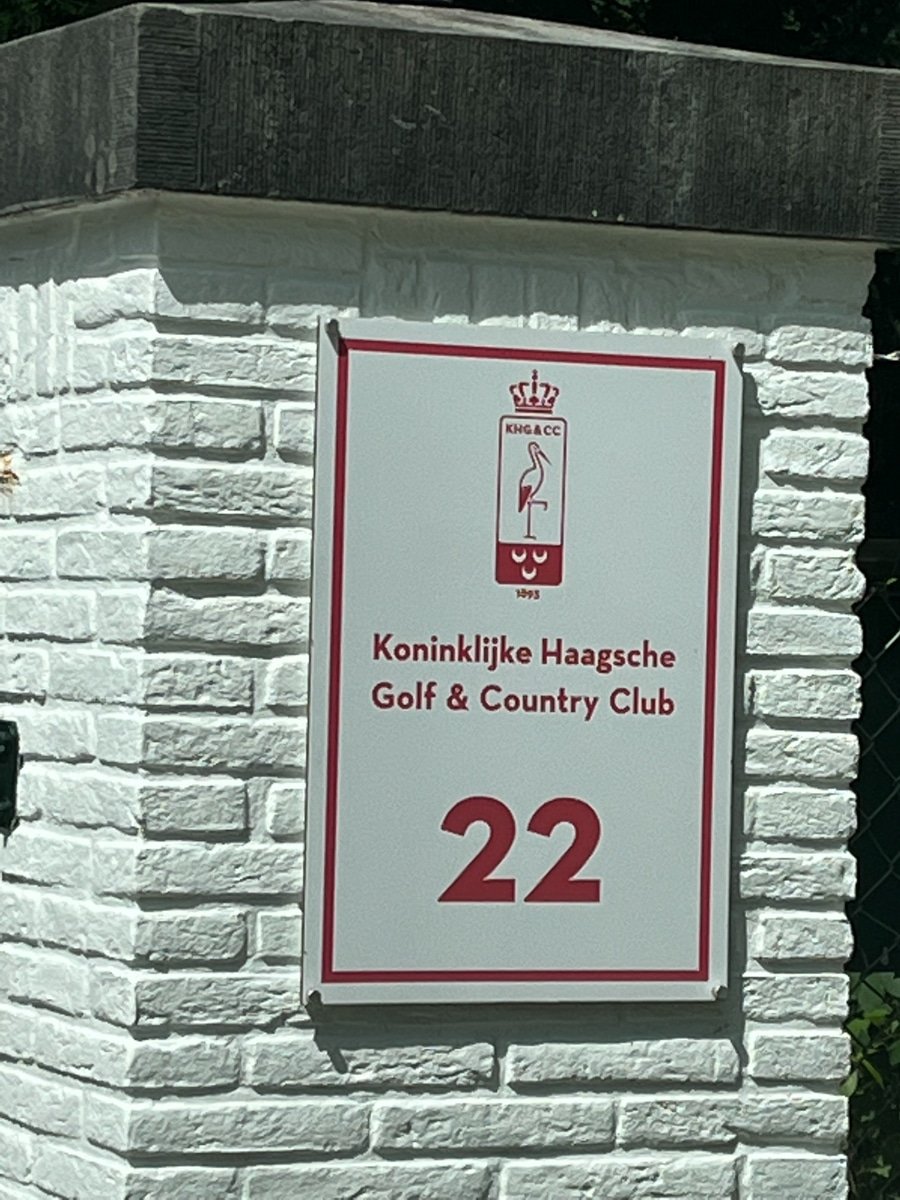 KHG&CC
1893
Koninklijke Haagsche
Golf & Country Club
22